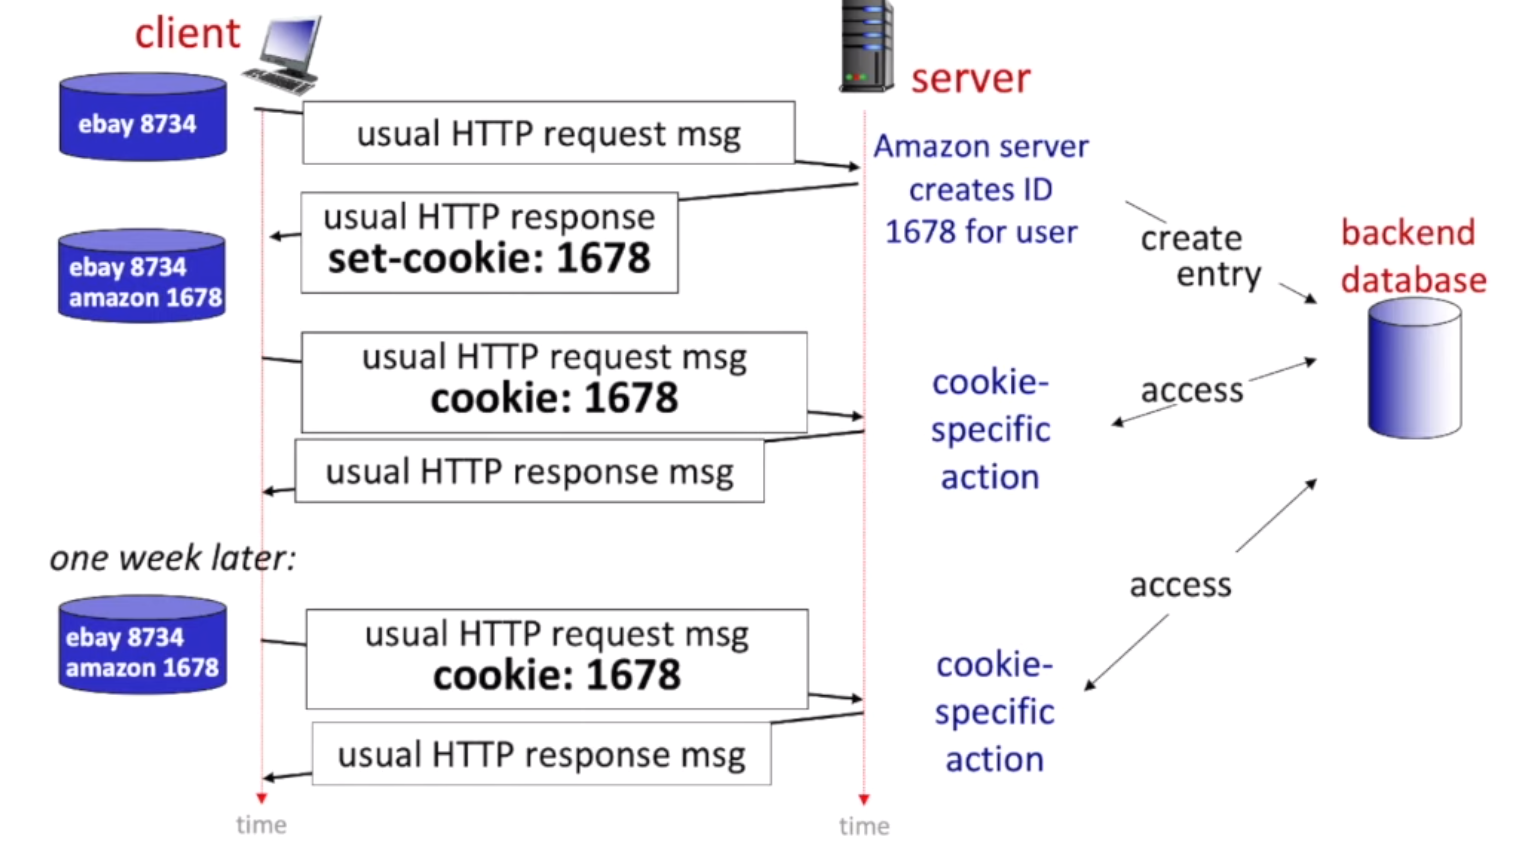 client
server
ebay 8734
usual HTTP request msg
Amazon server
creates ID
1678 for user
usual HTTP response
set-cookie: 1678
create
entry
backend
database
ebay 8734
amazon 1678
usual HTTP request msg
cookie: 1678
cookie-
specific
action
access
usual HTTP response msg
one week later:
access
ebay 8734
amazon 1678
usual HTTP request msg
cookie: 1678
cookie-
specific
action
usual HTTP response msg
time
time